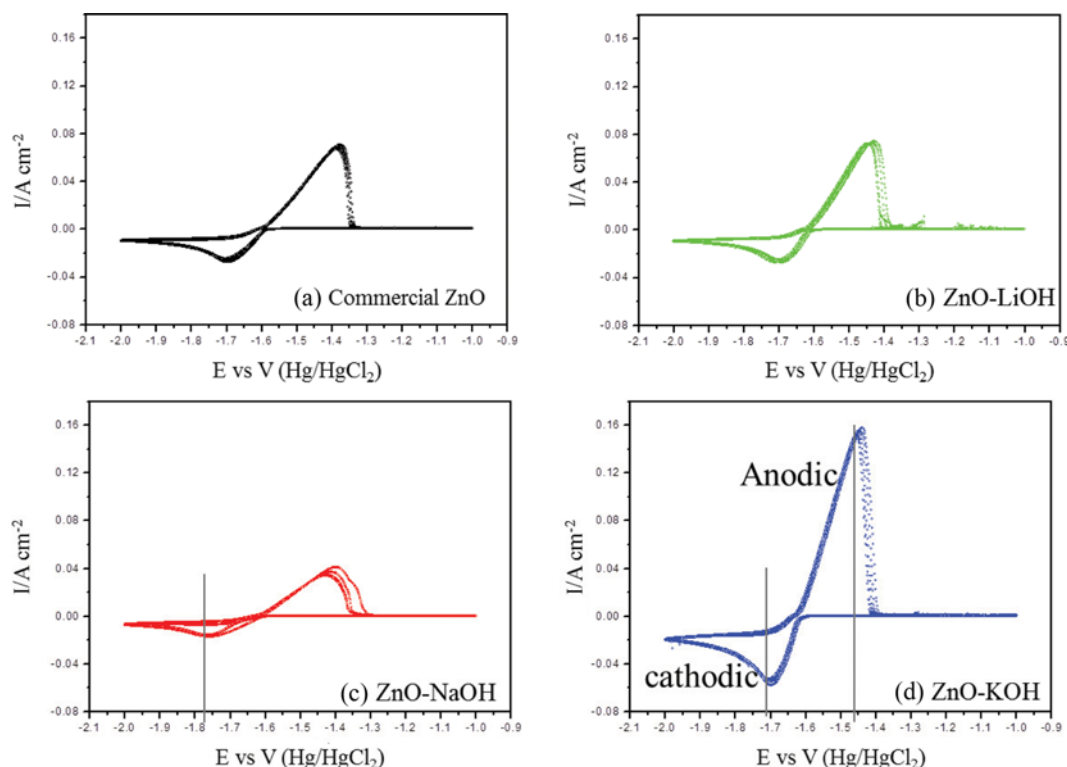 I/A cm-2
0.16
0.12
0.08
0.04
0.00
-0.04
-0.08
(a) Commercial ZnO
-2.1 -2.0 -1.9 -1.8 -1.7 -1.6 -1.5 -1.4 -1.3 -1.2 -1.1 -1.0 -0.9
E vs V (Hg/HgCl2)
I/A cm-2
0.16
0.12
0.08
0.04
0.00
-0.04
-0.08
(b) ZnO-LiOH
-2.1 -2.0 -1.9 -1.8 -1.7 -1.6 -1.5 -1.4 -1.3 -1.2 -1.1 -1.0 -0.9
E vs V (Hg/HgCl2)
I/A cm-2
0.16
0.12
0.08
0.04
0.00
-0.04
-0.08
(c) ZnO-NaOH
-2.1 -2.0 -1.9 -1.8 -1.7 -1.6 -1.5 -1.4 -1.3 -1.2 -1.1 -1.0 -0.9
E vs V (Hg/HgCl2)
I/A cm-2
0.16
0.12
0.08
0.04
0.00
-0.04
-0.08
Anodic
cathodic
(d) ZnO-KOH
-2.1 -2.0 -1.9 -1.8 -1.7 -1.6 -1.5 -1.4 -1.3 -1.2 -1.1 -1.0 -0.9
E vs V (Hg/HgCl2)